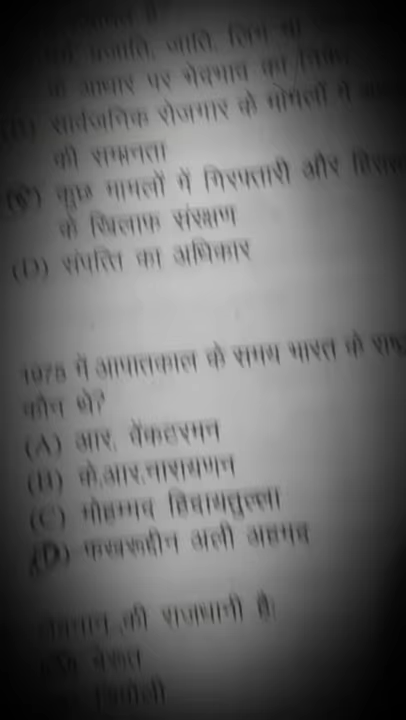 प्रजाति, जाति, लिंग या
के आधार पर भेदभाव का निषेध
(B) सार्वजनिक रोजगार के मामलों में
की समानता
(C) कुछ मामलों में गिरफ्तारी और
के खिलाफ संरक्षण
(D) संपत्ति का अधिकार
1975 में आपातकाल के समय भारत के
कौन थे?
(A) आर. वेंकटरमन
(B) के.आर.नारायणन
(C) मोहम्मद हिदायतुल्ला
(D) फखरूद्दीन अली अहमद
की राजधानी है:
बेरूत
त्रिपोली